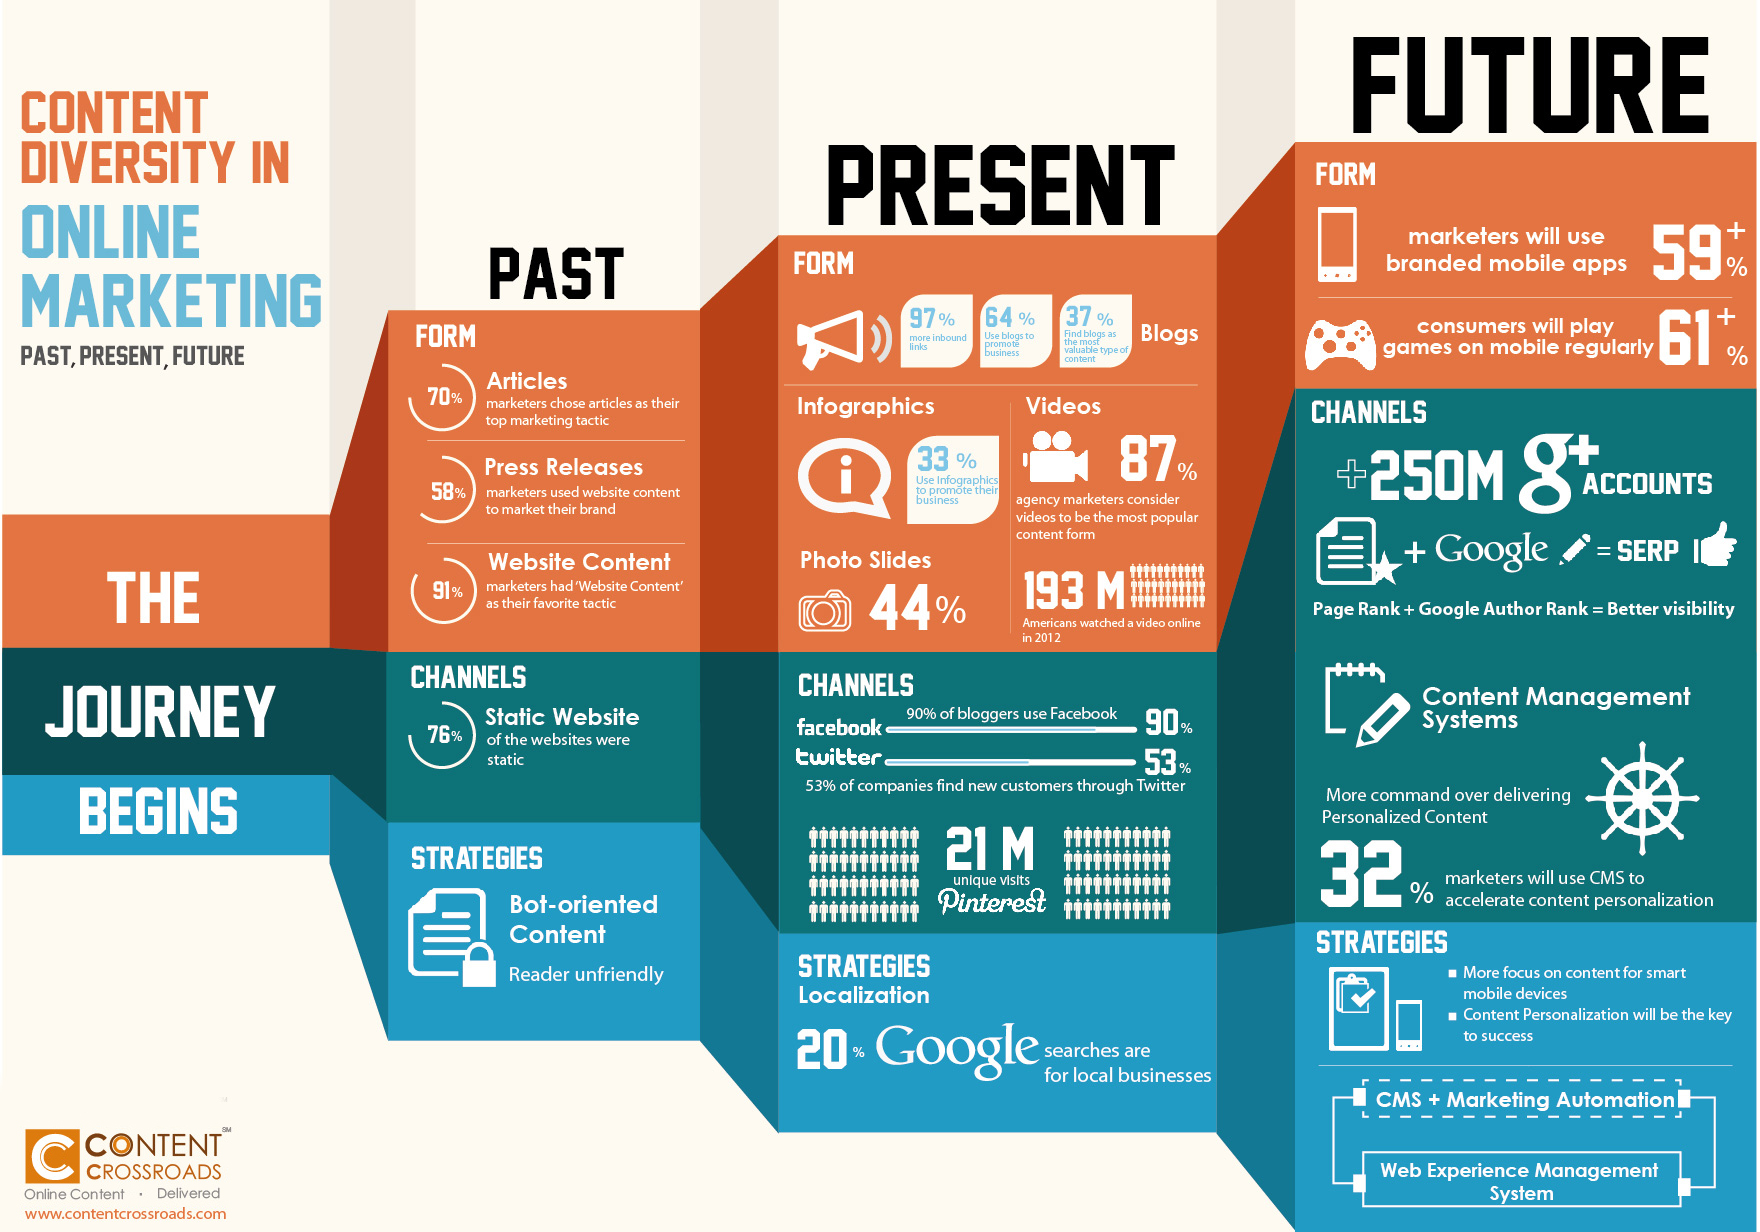 CONTENT
DIVERSITY IN
ONLINE
MARKETING
PAST, PRESENT, FUTURE
THE
JOURNEY
BEGINS
CONTENT SM
CROSSROADS
Online Content · Delivered
www.contentcrossroads.com
PAST
FORM
70%
Articles
marketers chose articles as their
top marketing tactic
58%
Press Releases
marketers used website content
to market their brand
91%
Website Content
marketers had 'Website Content'
as their favorite tactic
CHANNELS
76%
Static Website
of the websites were
static
STRATEGIES
Bot-oriented
Content
Reader unfriendly
PRESENT
FORM
97 %
more inbound
links
64 %
Use blogs to
promote
business
37 %
Find blogs as
the most
valuable type of
content
Blogs
Infographics
33 %
Use Infographics
to promote their
business
Photo Slides
44%
Videos
87%
agency marketers consider
videos to be the most popular
content form
193 M
Americans watched a video online
in 2012
CHANNELS
90% of bloggers use Facebook
facebook 90%
twitter 53%
53% of companies find new customers through Twitter
21 M
unique visits
Pinterest
STRATEGIES
Localization
20 % Google searches are
for local businesses
FUTURE
FORM
marketers will use
branded mobile apps
59+%
consumers will play
games on mobile regularly
61+%
CHANNELS
+250M g+ ACCOUNTS
+ Google = SERP
Page Rank + Google Author Rank = Better visibility
Content Management
Systems
More command over delivering
Personalized Content
32 %
marketers will use CMS to
accelerate content personalization
STRATEGIES
More focus on content for smart
mobile devices
Content Personalization will be the key
to success
CMS + Marketing Automation
Web Experience Management
System